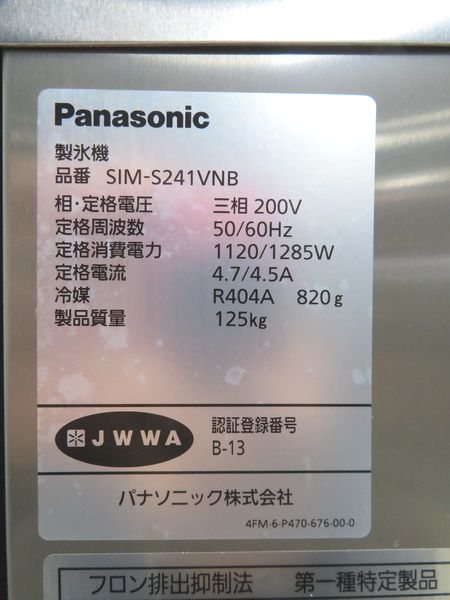 Panasonic
製氷機
品番 SIM-S241VNB
相・定格電圧 三相 200V
定格周波数 50/60Hz
定格消費電力 1120/1285W
定格電流 4.7/4.5A
冷媒 R404A 820g
製品質量 125kg
JWWA 認証登録番号
B-13
パナソニック株式会社
4FM-6-P470-676-00-0
フロン排出抑制法 第一種特定製品